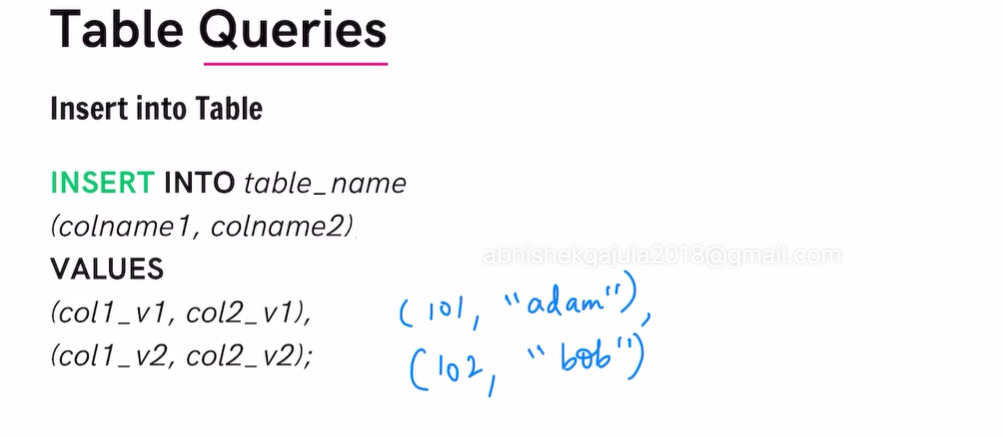 Table Queries
Insert into Table
INSERT INTO table_name
(colname1, colname2)
abhishekgajula2018@gmail.com
VALUES
(col1_v1, col2_v1),
(col1_v2, col2_v2);
(101, "adam"),
(102, "bob")